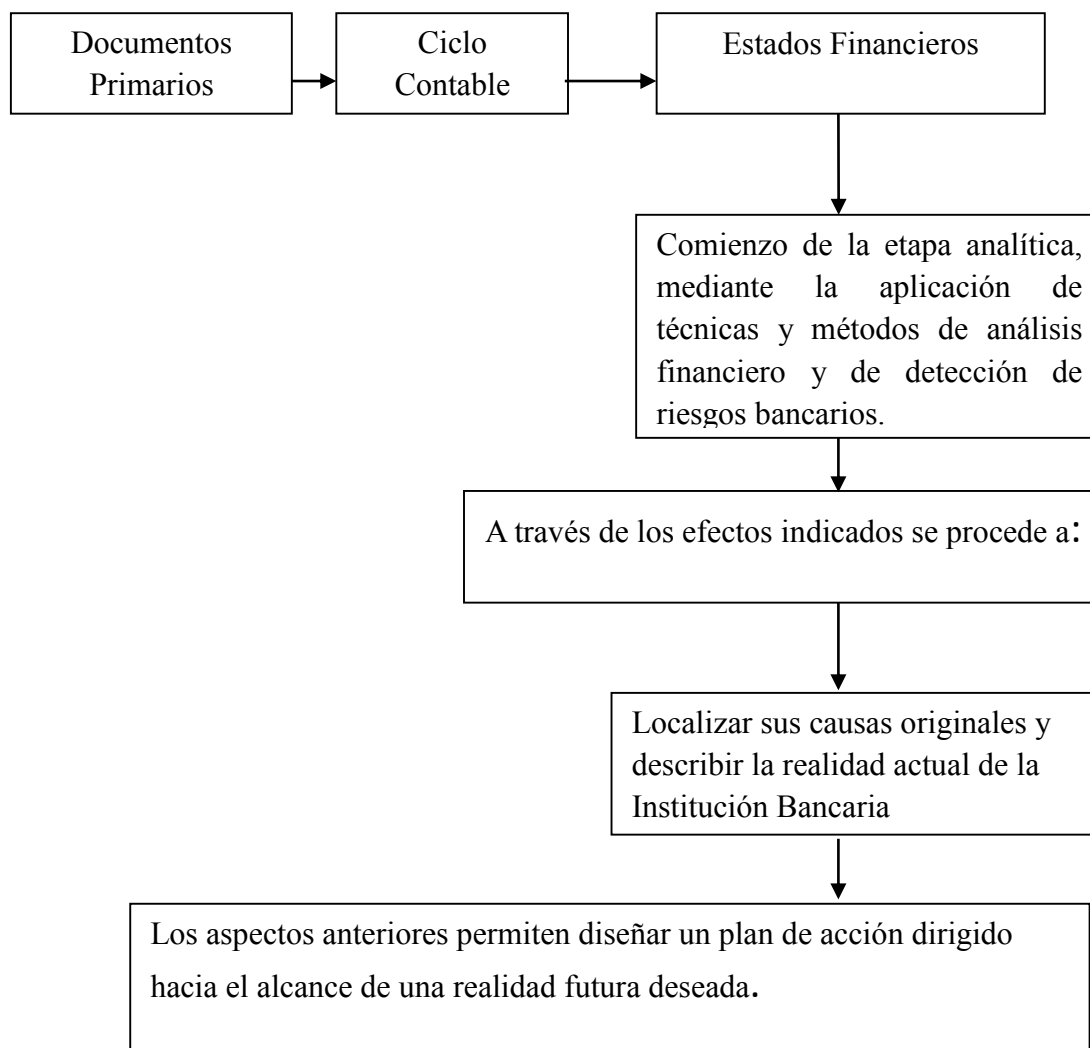 Documentos
Primarios
Ciclo
Contable
Estados Financieros
Comienzo de la etapa analítica,
mediante la aplicación de
técnicas y métodos de análisis
financiero y de detección de
riesgos bancarios.
A través de los efectos indicados se procede a:
Localizar sus causas originales y
describir la realidad actual de la
Institución Bancaria
Los aspectos anteriores permiten diseñar un plan de acción dirigido
hacia el alcance de una realidad futura deseada.